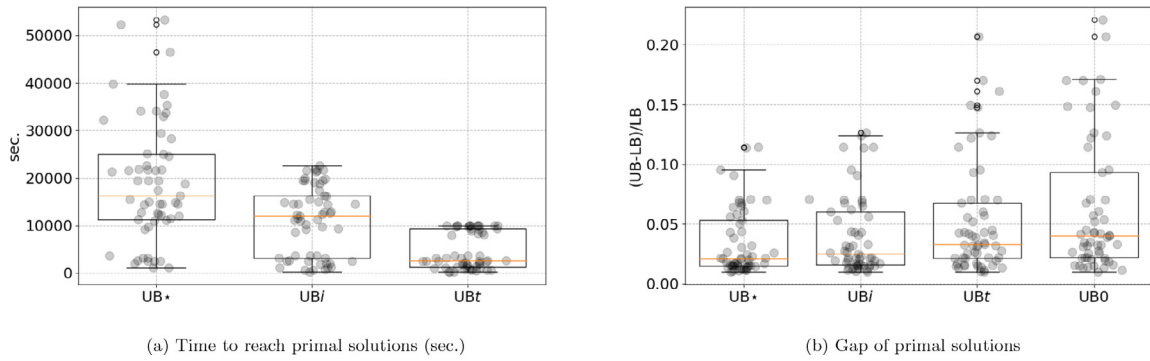 50000
40000
30000
20000
10000
0
sec.
UB⋆
UBi
UBt
(a) Time to reach primal solutions (sec.)
0.20
0.15
0.10
0.05
0.00
(UB-LB)/LB
UB⋆
UBi
UBt
UB0
(b) Gap of primal solutions